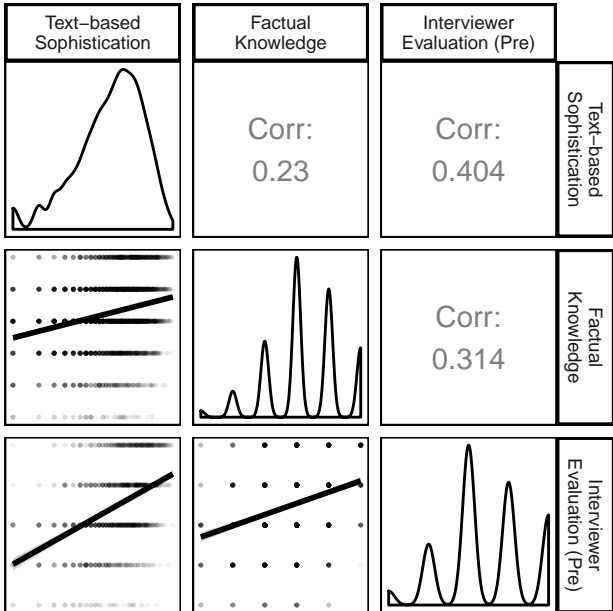 Text−based
Sophistication
Factual
Knowledge
Interviewer
Evaluation (Pre)
Corr:
0.23
Corr:
0.404
Text−based
Sophistication
Corr:
0.314
Factual
Knowledge
Interviewer
Evaluation (Pre)